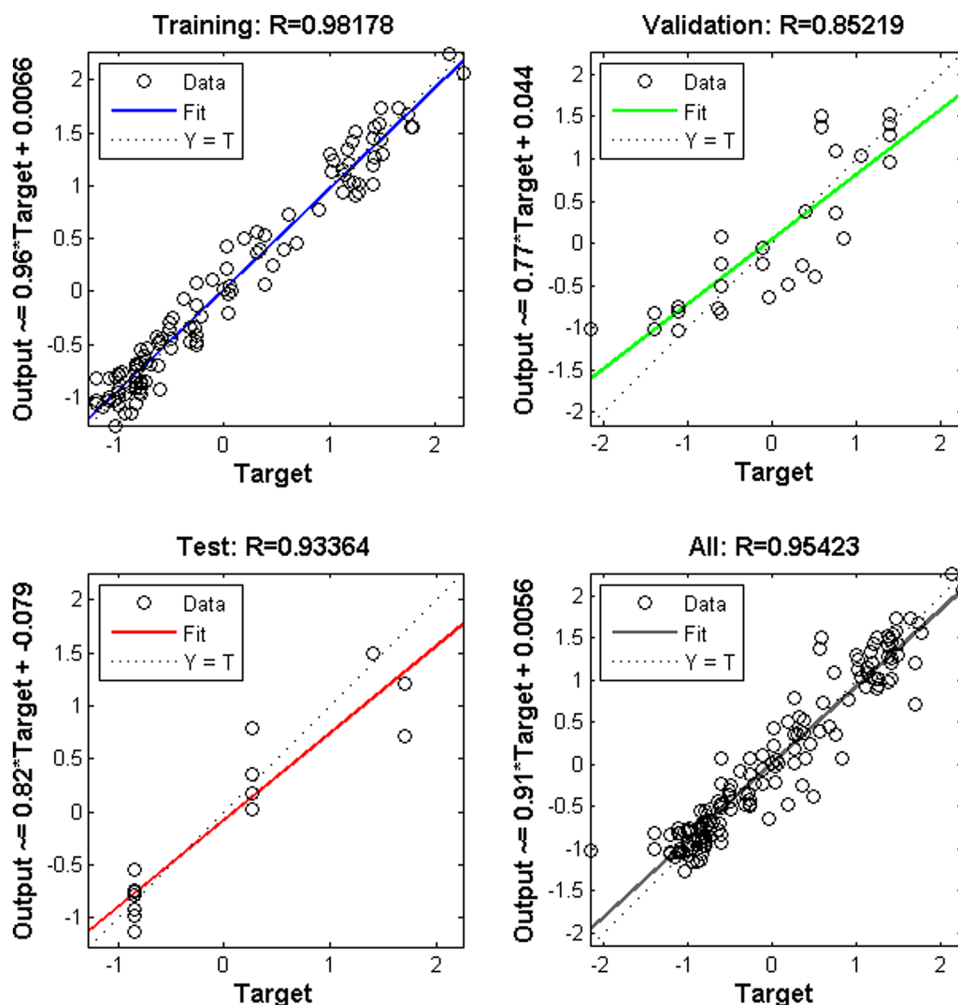 Training: R=0.98178
Output ~= 0.96*Target + 0.0066
2
1.5
1
0.5
0
-0.5
-1
Data
Fit
Y = T
-1
0
1
2
Target
Validation: R=0.85219
Output ~= 0.77*Target + 0.044
2
1.5
1
0.5
0
-0.5
-1
-1.5
-2
Data
Fit
Y = T
-2
-1
0
1
2
Target
Test: R=0.93364
Output ~= 0.82*Target + -0.079
2
1.5
1
0.5
0
-0.5
-1
Data
Fit
Y = T
-1
0
1
2
Target
All: R=0.95423
Output ~= 0.91*Target + 0.0056
2
1.5
1
0.5
0
-0.5
-1
-1.5
-2
Data
Fit
Y = T
-2
-1
0
1
2
Target